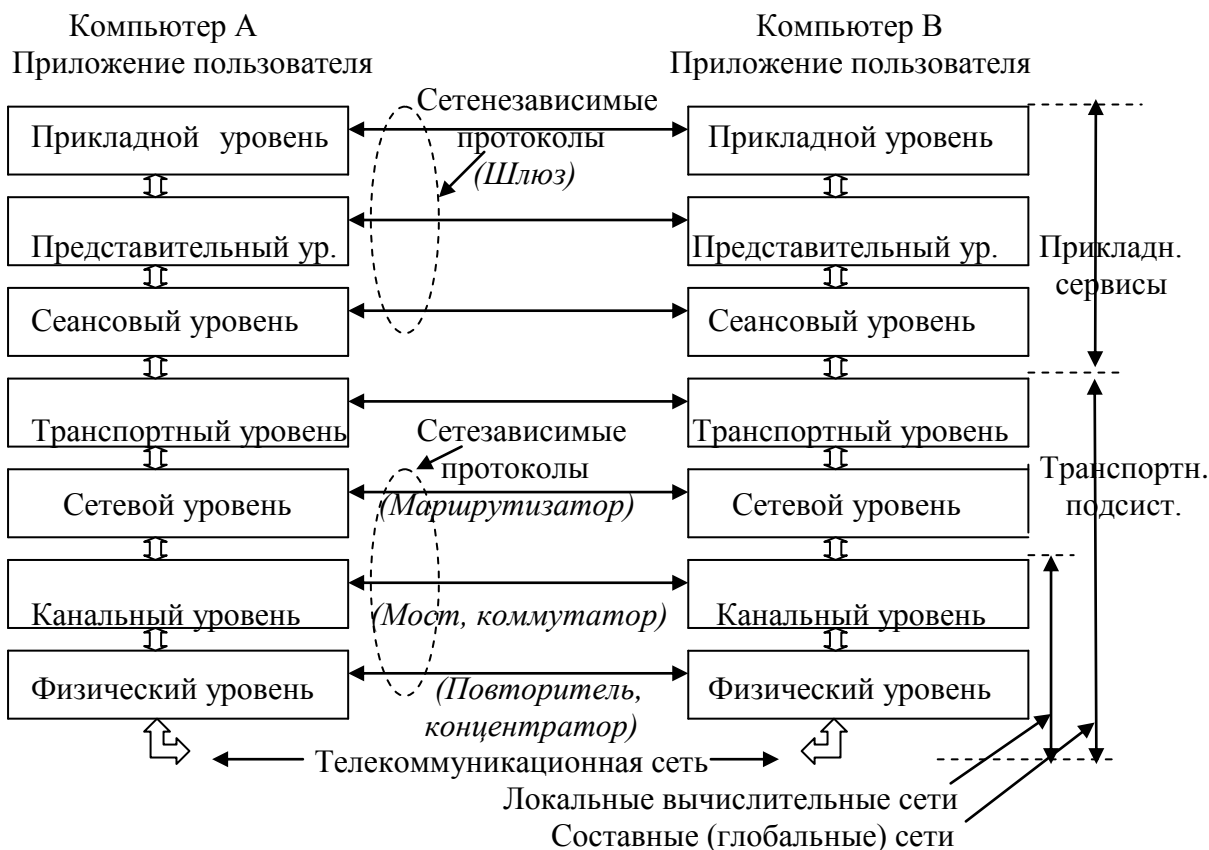 Компьютер А
Приложение пользователя
Компьютер В
Приложение пользователя
Сетенезависимые
протоколы
(Шлюз)
Прикладной уровень
Прикладной уровень
Представительный ур.
Представительный ур.
Прикладн.
сервисы
Сеансовый уровень
Сеансовый уровень
Транспортный уровень
Транспортный уровень
Сетезависимые
протоколы
(Маршрутизатор)
Транспортн.
подсист.
Сетевой уровень
Сетевой уровень
Канальный уровень
(Мост, коммутатор)
Канальный уровень
Физический уровень
(Повторитель,
концентратор)
Физический уровень
Телекоммуникационная сеть
Локальные вычислительные сети
Составные (глобальные) сети